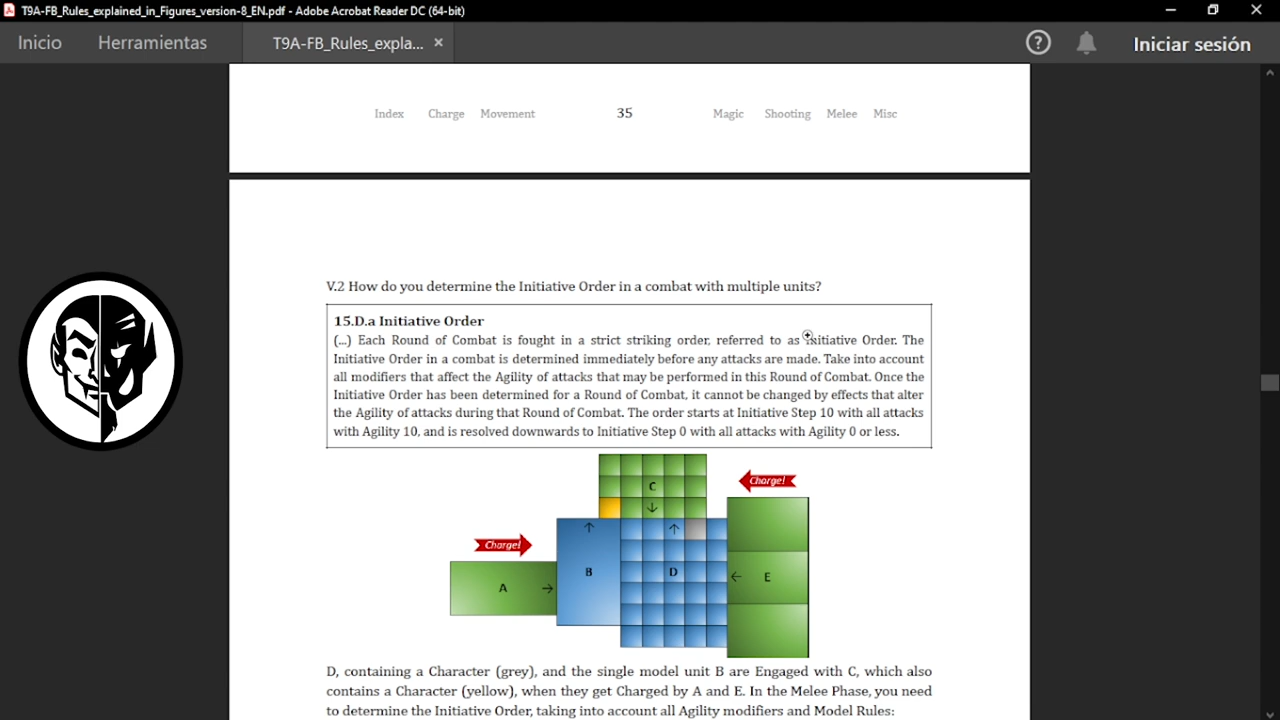 T9A-FB_Rules_explained_in_Figures_version-8_EN.pdf - Adobe Acrobat Reader DC (64-bit)
Inicio Herramientas T9A-FB_Rules_expla... Iniciar sesión
Index Charge Movement 35 Magic Shooting Melee Misc
V.2 How do you determine the Initiative Order in a combat with multiple units?
15.D.a Initiative Order
(...) Each Round of Combat is fought in a strict striking order, referred to as Initiative Order. The
Initiative Order in a combat is determined immediately before any attacks are made. Take into account
all modifiers that affect the Agility of attacks that may be performed in this Round of Combat. Once the
Initiative Order has been determined for a Round of Combat, it cannot be changed by effects that alter
the Agility of attacks during that Round of Combat. The order starts at Initiative Step 10 with all attacks
with Agility 10, and is resolved downwards to Initiative Step 0 with all attacks with Agility 0 or less.
C
Charge!
Charge!
A
B
D
E
D, containing a Character (grey), and the single model unit B are Engaged with C, which also
contains a Character (yellow), when they get Charged by A and E. In the Melee Phase, you need
to determine the Initiative Order, taking into account all Agility modifiers and Model Rules: